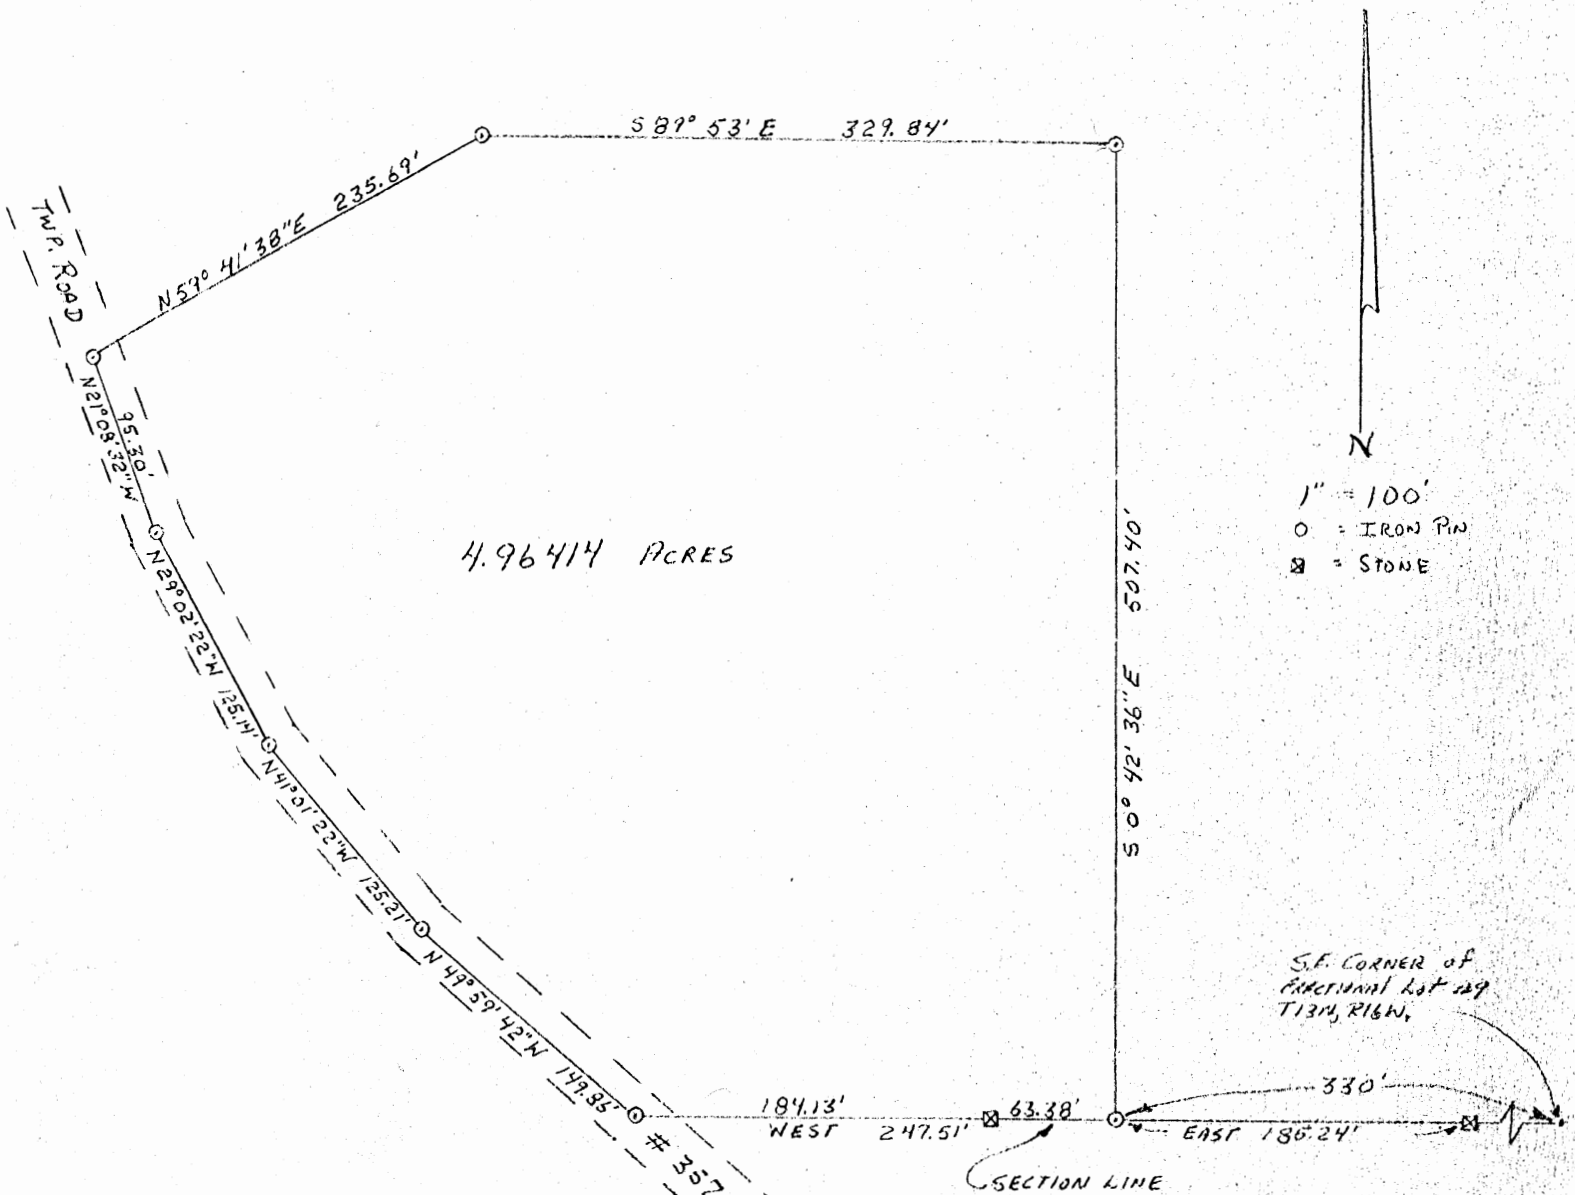 S 89° 53' E 329.84'
N 59° 41' 38" E 235.69'
TWP. ROAD
N 21° 08' 32" W
95.30'
N 29° 02' 22" W 125.14'
N 41° 01' 22" W 125.21'
N 49° 59' 42" W 149.86'
# 357
4.96414 ACRES
S 0° 42' 36" E 507.40'
N
1" = 100'
= IRON PIN
= STONE
S.E. CORNER of
FRACTIONAL Lot
T13N, R16W,
330'
184.13' 63.38'
WEST 247.51'
EAST 186.24'
SECTION LINE